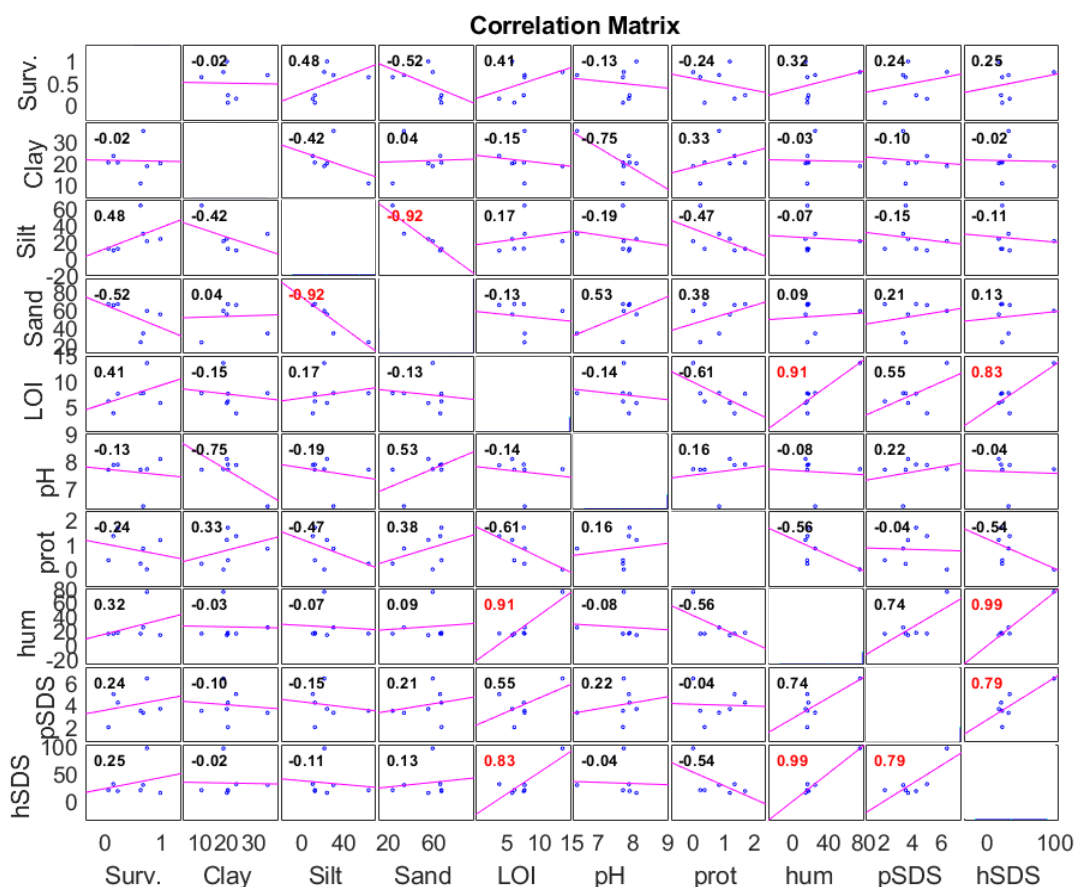 Correlation Matrix
Surv. 1 0.5 0 -0.02 0.48 -0.52 0.41 -0.13 -0.24 0.32 0.24 0.25
Clay 30 20 10 -0.02 -0.42 0.04 -0.15 -0.75 0.33 -0.03 -0.10 -0.02
Silt 60 40 20 0 -20 0.48 -0.42 -0.92 0.17 -0.19 -0.47 -0.07 -0.15 -0.11
Sand 80 60 40 20 -0.52 0.04 -0.92 -0.13 0.53 0.38 0.09 0.21 0.13
LOI 15 10 5 0.41 -0.15 0.17 -0.13 -0.14 -0.61 0.91 0.55 0.83
pH 9 8 7 -0.13 -0.75 -0.19 0.53 -0.14 0.16 -0.08 0.22 -0.04
prot 2 1 0 -0.24 0.33 -0.47 0.38 -0.61 0.16 -0.56 -0.04 -0.54
hum 80 60 40 20 0 -20 0.32 -0.03 -0.07 0.09 0.91 -0.08 -0.56 0.74 0.99
pSDS 6 4 2 0.24 -0.10 -0.15 0.21 0.55 0.22 -0.04 0.74 0.79
hSDS 100 50 0 0.25 -0.02 -0.11 0.13 0.83 -0.04 -0.54 0.99 0.79
0 1 10 20 30 0 40 20 60 5 10 15 7 8 9 0 1 2 0 40 80 2 4 6 0 100
Surv. Clay Silt Sand LOI pH prot hum pSDS hSDS